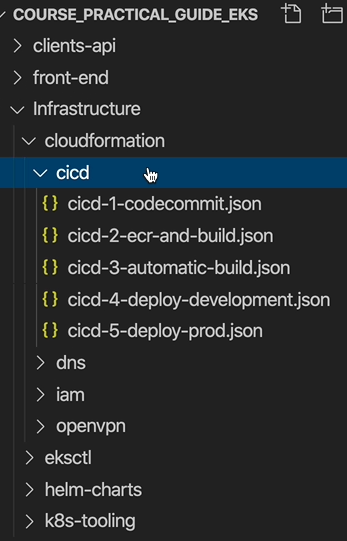 COURSE_PRACTICAL_GUIDE_EKS
clients-api
front-end
Infrastructure
cloudformation
cicd
{} cicd-1-codecommit.json
{} cicd-2-ecr-and-build.json
{} cicd-3-automatic-build.json
{} cicd-4-deploy-development.json
{} cicd-5-deploy-prod.json
dns
iam
openvpn
eksctl
helm-charts
k8s-tooling